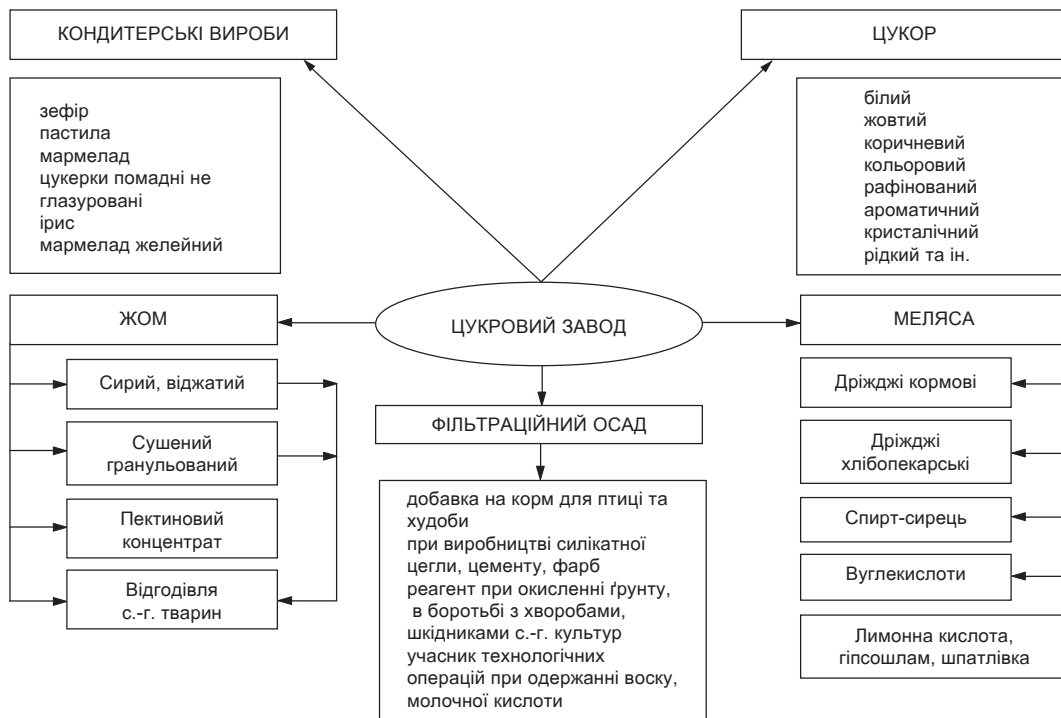 КОНДИТЕРСЬКІ ВИРОБИ
ЦУКОР
зефір
пастила
мармелад
цукерки помадні не
глазуровані
ірис
мармелад желейний
білий
жовтий
коричневий
кольоровий
рафінований
ароматичний
кристалічний
рідкий та ін.
ЖОМ
ЦУКРОВИЙ ЗАВОД
МЕЛЯСА
Сирий, віджатий
Сушений
гранульований
Пектиновий
концентрат
Відгодівля
с.-г. тварин
ФІЛЬТРАЦІЙНИЙ ОСАД
добавка на корм для птиці та
худоби
при виробництві силікатної
цегли, цементу, фарб
реагент при окисленні ґрунту,
в боротьбі з хворобами,
шкідниками с.-г. культур
учасник технологічних
операцій при одержанні воску,
молочної кислоти
Дріжджі кормові
Дріжджі
хлібопекарські
Спирт-сирець
Вуглекислоти
Лимонна кислота,
гіпсошлам, шпатлівка